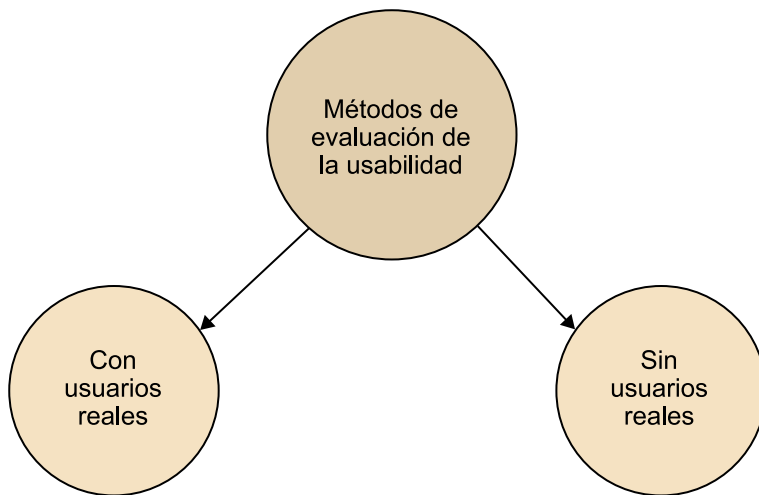 Métodos de
evaluación de
la usabilidad
Con
usuarios
reales
Sin
usuarios
reales